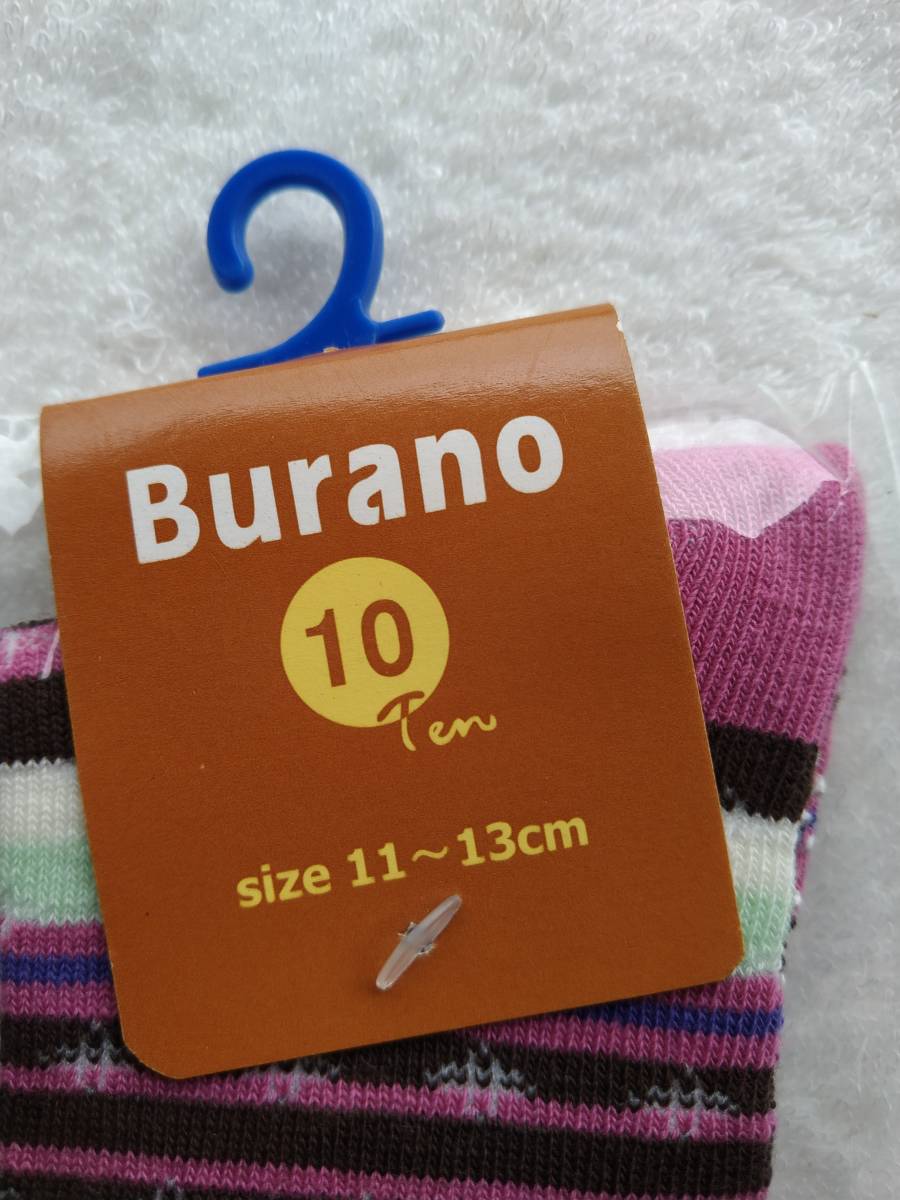 Burano
10
Ten
size 11～13cm